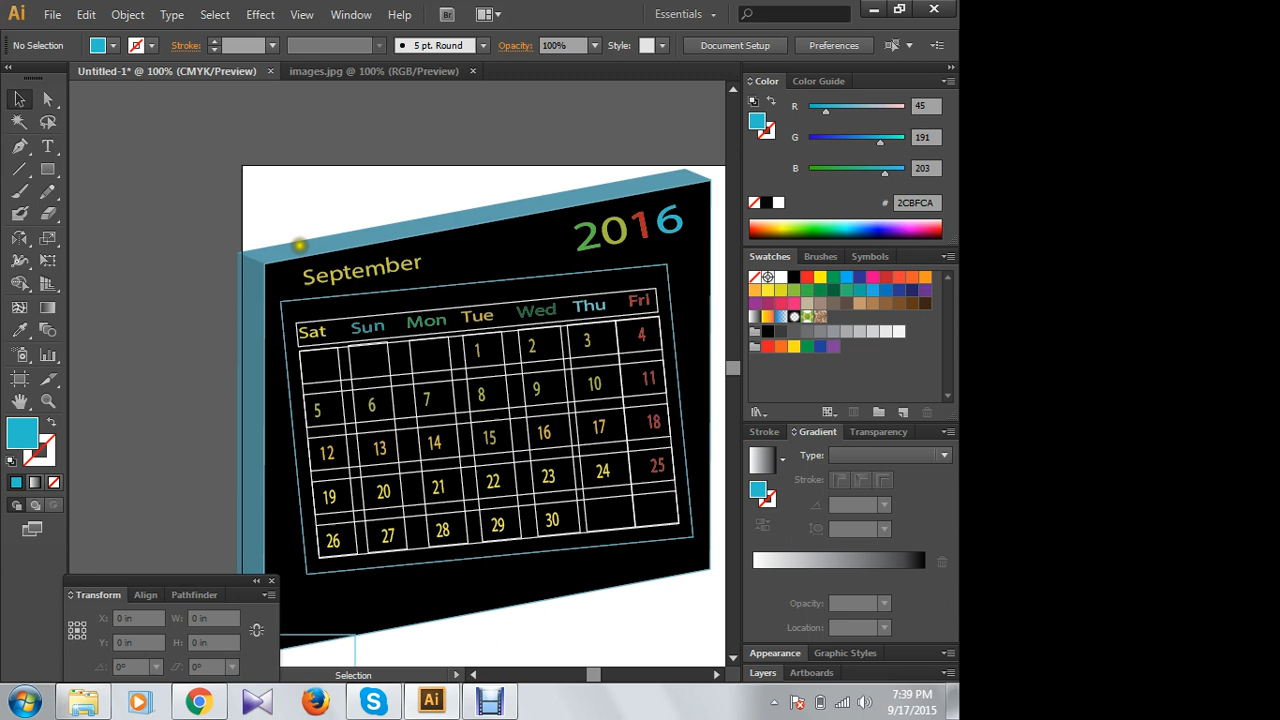 Ai File Edit Object Type Select Effect View Window Help Br Essentials
No Selection Stroke: 5 pt. Round Opacity: 100% Style: Document Setup Preferences
Untitled-1* @ 100% (CMYK/Preview) × images.jpg @ 100% (RGB/Preview) ×
Color Color Guide
R 45
G 191
B 203
# 2CBFCA
Swatches Brushes Symbols
Stroke Gradient Transparency
Type:
Stroke:
Opacity:
Location:
Appearance Graphic Styles
Layers Artboards
2016
September
Sat Sun Mon Tue Wed Thu Fri
1 2 3 4
5 6 7 8 9 10 11
12 13 14 15 16 17 18
19 20 21 22 23 24 25
26 27 28 29 30
Transform Align Pathfinder
X: 0 in W: 0 in
Y: 0 in H: 0 in
0° 0°
Selection
Ai
7:39 PM
9/17/2015